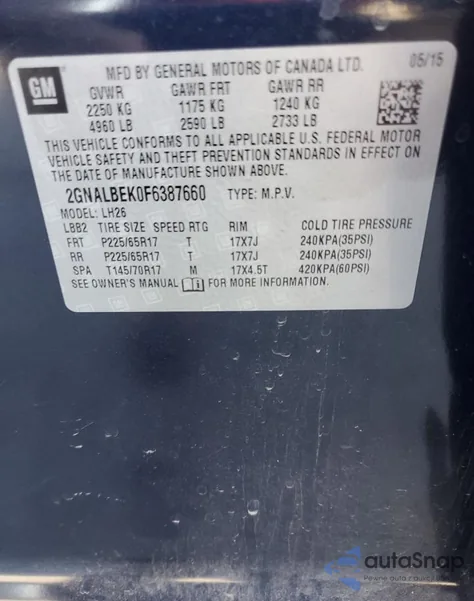 GM
MFD BY GENERAL MOTORS OF CANADA LTD. 05/15
GVWR GAWR FRT GAWR RR
2250 KG 1175 KG 1240 KG
4960 LB 2590 LB 2733 LB
THIS VEHICLE CONFORMS TO ALL APPLICABLE U.S. FEDERAL MOTOR
VEHICLE SAFETY AND THEFT PREVENTION STANDARDS IN EFFECT ON
THE DATE OF MANUFACTURE SHOWN ABOVE.
2GNALBEK0F6387660 TYPE: M.P.V.
MODEL: LH26
LBB2 TIRE SIZE SPEED RTG RIM COLD TIRE PRESSURE
FRT P225/65R17 T 17X7J 240KPA(35PSI)
RR P225/65R17 T 17X7J 240KPA(35PSI)
SPA T145/70R17 M 17X4.5T 420KPA(60PSI)
SEE OWNER'S MANUAL FOR MORE INFORMATION.
autoSnap